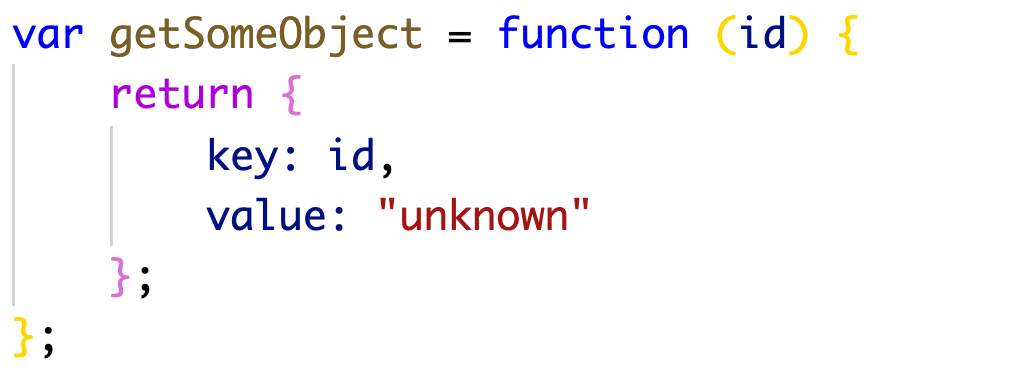 var getSomeObject = function (id) {
    return {
        key: id,
        value: "unknown"
    };
};